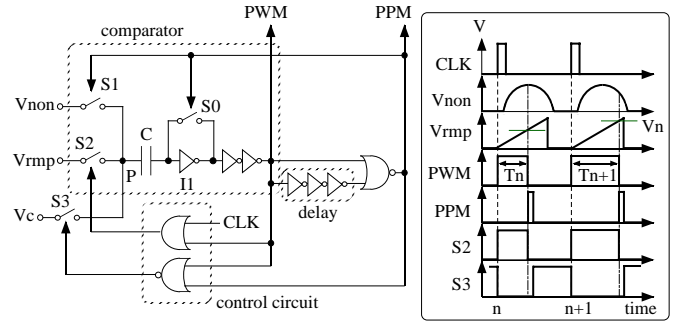 PWM
PPM
comparator
S1
Vnon
S0
S2
C
Vrmp
P
I1
S3
delay
Vc
CLK
control circuit
V
CLK
Vnon
Vrmp
Vn
PWM
Tn
Tn+1
PPM
S2
S3
n
n+1
time